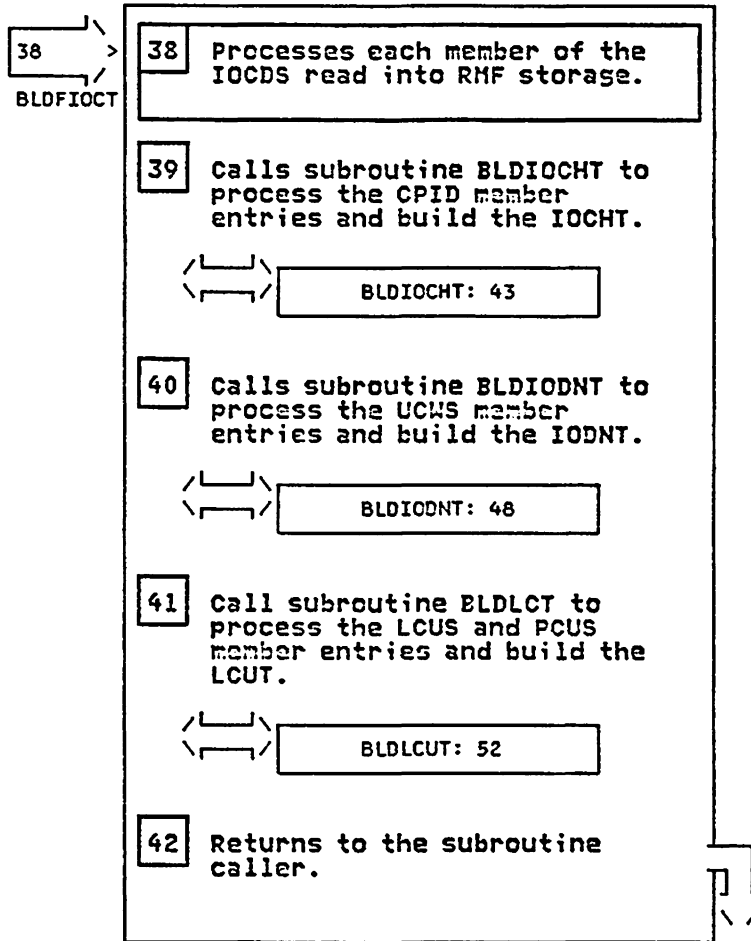 38 >
BLDFIOCT
38 Processes each member of the
IOCDS read into RMF storage.
39 Calls subroutine BLDIOCHT to
process the CPID member
entries and build the IOCHT.
BLDIOCHT: 43
40 Calls subroutine BLDIODNT to
process the UCWS member
entries and build the IODNT.
BLDIODNT: 48
41 Call subroutine BLDLCT to
process the LCUS and PCUS
member entries and build the
LCUT.
BLDLCUT: 52
42 Returns to the subroutine
caller.